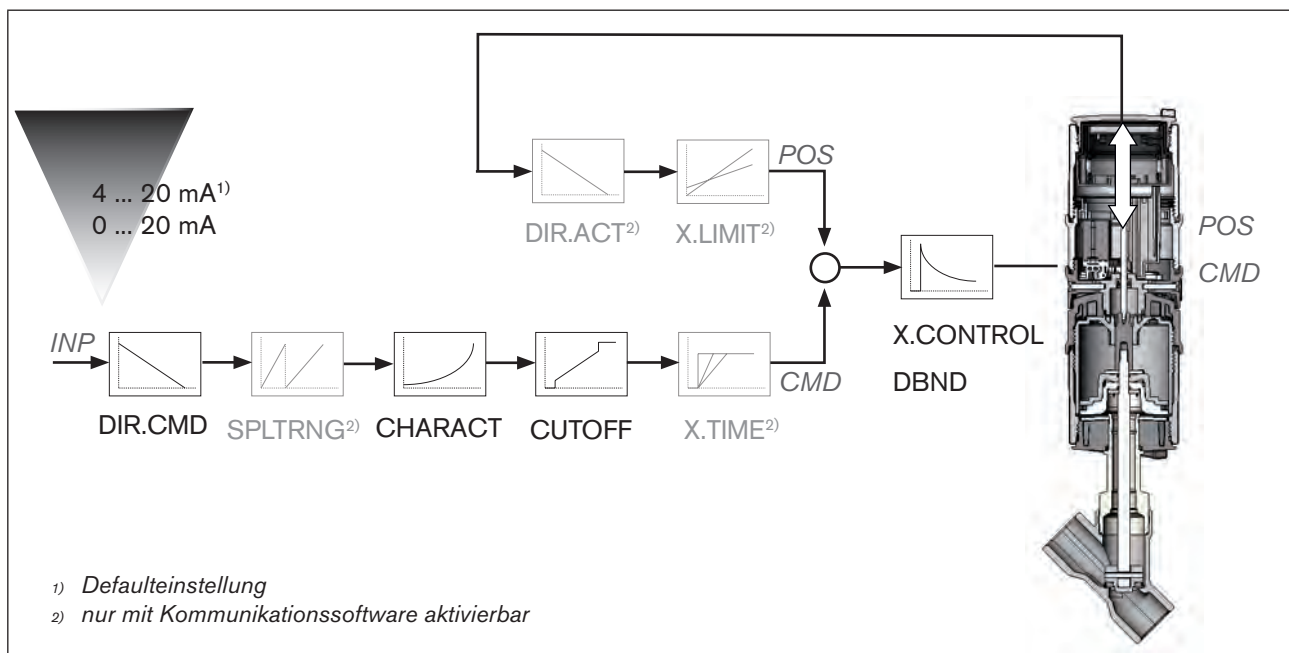 4 ... 20 mA1)
0 ... 20 mA
DIR.ACT2)
X.LIMIT2)
POS
INP
DIR.CMD
SPLTRNG2)
CHARACT
CUTOFF
X.TIME2)
CMD
X.CONTROL
DBND
POS
CMD
1) Defaulteinstellung
2) nur mit Kommunikationssoftware aktivierbar